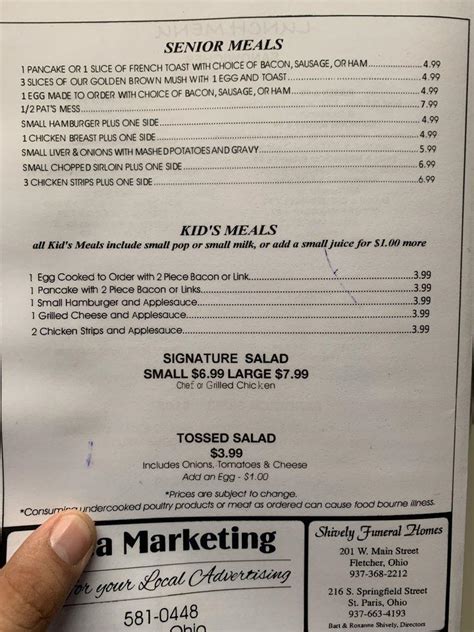 SENIOR MEALS
1 PANCAKE OR 1 SLICE OF FRENCH TOAST WITH CHOICE OF BACON, SAUSAGE, OR HAM 4.99
3 SLICES OF OUR GOLDEN BROWN MUSH WITH 1 EGG AND TOAST 4.99
1 EGG MADE TO ORDER WITH CHOICE OF BACON, SAUSAGE, OR HAM 4.99
1/2 PAT'S MESS 7.99
SMALL HAMBURGER PLUS ONE SIDE 4.99
1 CHICKEN BREAST PLUS ONE SIDE 4.99
SMALL LIVER & ONIONS WITH MASHED POTATOES AND GRAVY 5.99
SMALL CHOPPED SIRLOIN PLUS ONE SIDE 6.99
3 CHICKEN STRIPS PLUS ONE SIDE 6.99
KID'S MEALS
all Kid's Meals include small pop or small milk, or add a small juice for $1.00 more
1 Egg Cooked to Order with 2 Piece Bacon or Link 3.99
1 Pancake with 2 Piece Bacon or Links 3.99
1 Small Hamburger and Applesauce 3.99
1 Grilled Cheese and Applesauce 3.99
2 Chicken Strips and Applesauce 3.99
SIGNATURE SALAD
SMALL $6.99 LARGE $7.99
Chef or Grilled Chicken
TOSSED SALAD
$3.99
Includes Onions, Tomatoes & Cheese
Add an Egg - $1.00
*Prices are subject to change.
*Consuming undercooked poultry products or meat as ordered can cause food bourne illness.
Marketing
for your Local Advertising
581-0448
Ohio
Shively Funeral Homes
201 W. Main Street
Fletcher, Ohio
937-368-2212
216 S. Springfield Street
St. Paris, Ohio
937-663-4193
Bart & Roxanne Shively, Directors